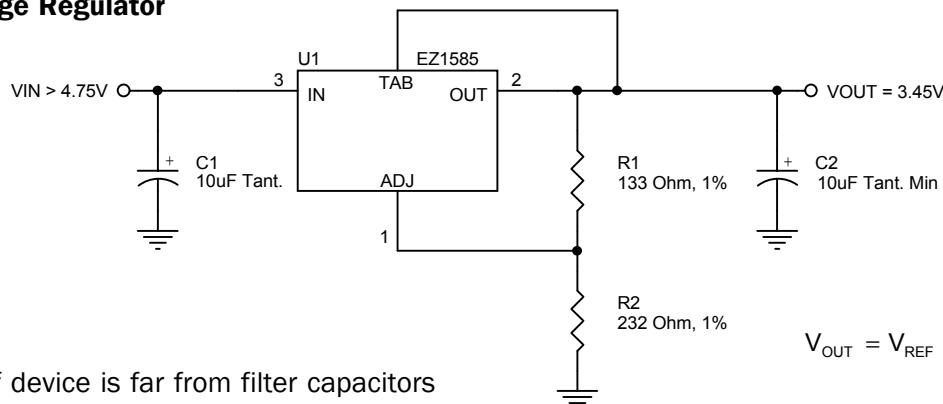 ge Regulator
U1
EZ1585
VIN > 4.75V
3
TAB
2
IN
OUT
VOUT = 3.45V
+
C1
10uF Tant.
R1
133 Ohm, 1%
+
C2
10uF Tant. Min
ADJ
1
R2
232 Ohm, 1%
V_OUT = V_REF
f device is far from filter capacitors